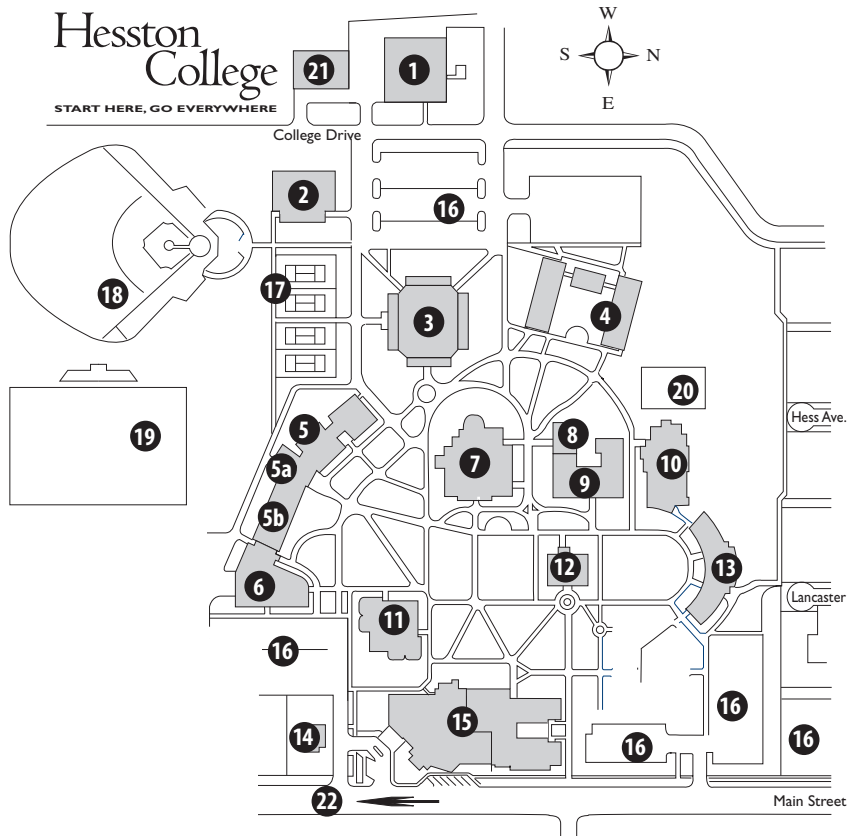 Hesston
College
START HERE, GO EVERYWHERE
W
S N
E
21
1
College Drive
2
16
18
17
3
4
20
Hess Ave.
19
5
8
5a
7
10
9
5b
12
13
6
Lancaster
11
16
16
15
14
16
16
22
Main Street